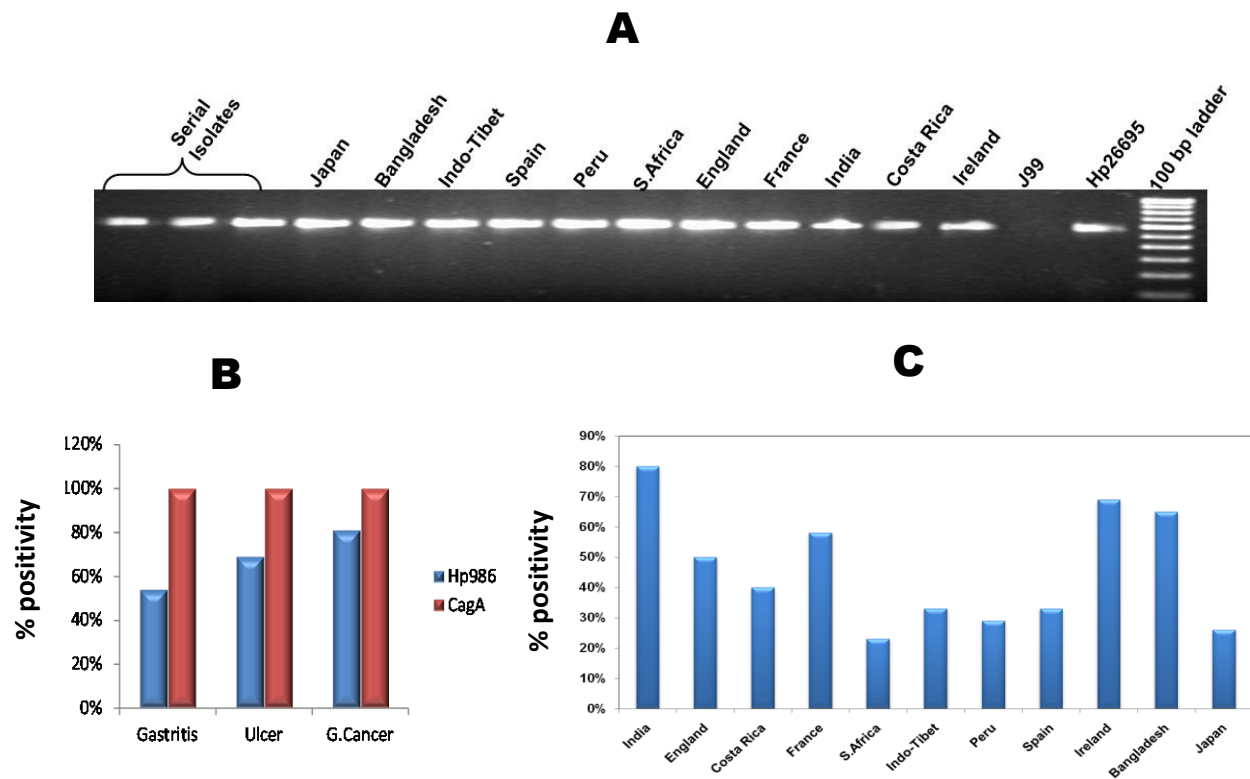 A
Serial
Isolates
Japan
Bangladesh
Indo-Tibet
Spain
Peru
S.Africa
England
France
India
Costa Rica
Ireland
J99
Hp26695
100 bp ladder
B
120%
100%
80%
60%
40%
20%
0%
% positivity
Gastritis
Ulcer
G.Cancer
Hp986
CagA
C
90%
80%
70%
60%
50%
40%
30%
20%
10%
0%
% positivity
India
England
Costa Rica
France
S.Africa
Indo-Tibet
Peru
Spain
Ireland
Bangladesh
Japan